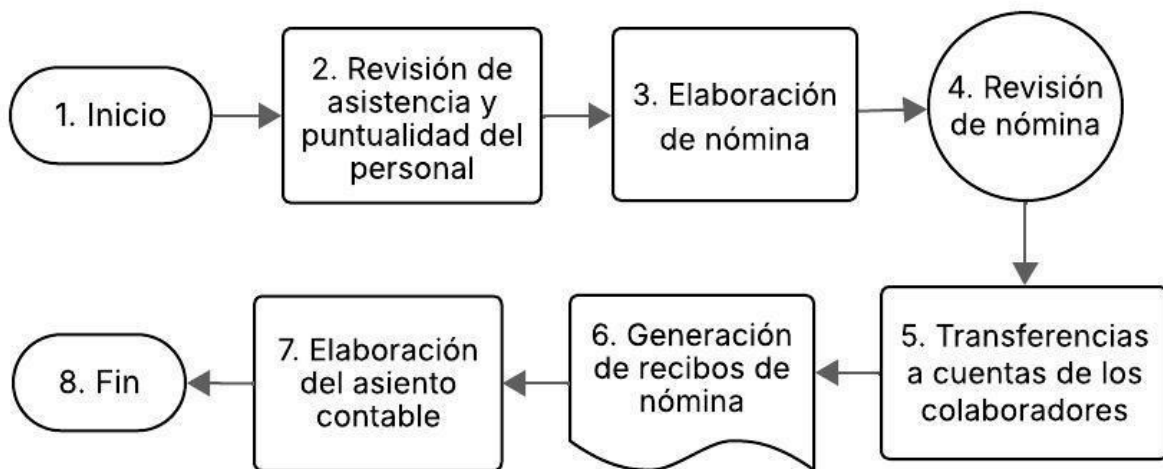 1. Inicio
2. Revisión de
asistencia y
puntualidad del
personal
3. Elaboración
de nómina
4. Revisión
de nómina
5. Transferencias
a cuentas de los
colaboradores
6. Generación
de recibos de
nómina
7. Elaboración
del asiento
contable
8. Fin